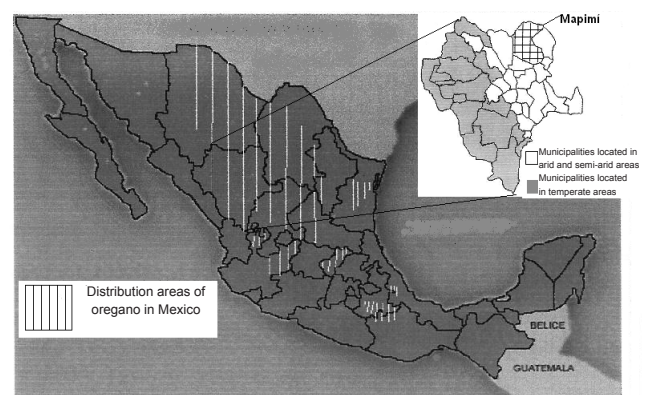 Mapimí
Municipalities located in
arid and semi-arid areas
Municipalities located
in temperate areas
Distribution areas of
oregano in Mexico
BELICE
GUATEMALA